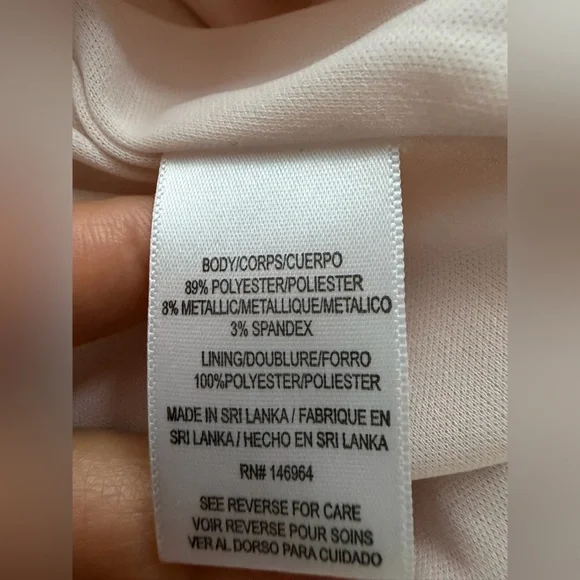 BODY/CORPS/CUERPO
89% POLYESTER/POLIESTER
8% METALLIC/METALLIQUE/METALICO
3% SPANDEX
LINING/DOUBLURE/FORRO
100%POLYESTER/POLIESTER
MADE IN SRI LANKA / FABRIQUE EN
SRI LANKA / HECHO EN SRI LANKA
RN# 146964
SEE REVERSE FOR CARE
VOIR REVERSE POUR SOINS
VER AL DORSO PARA CUIDADO